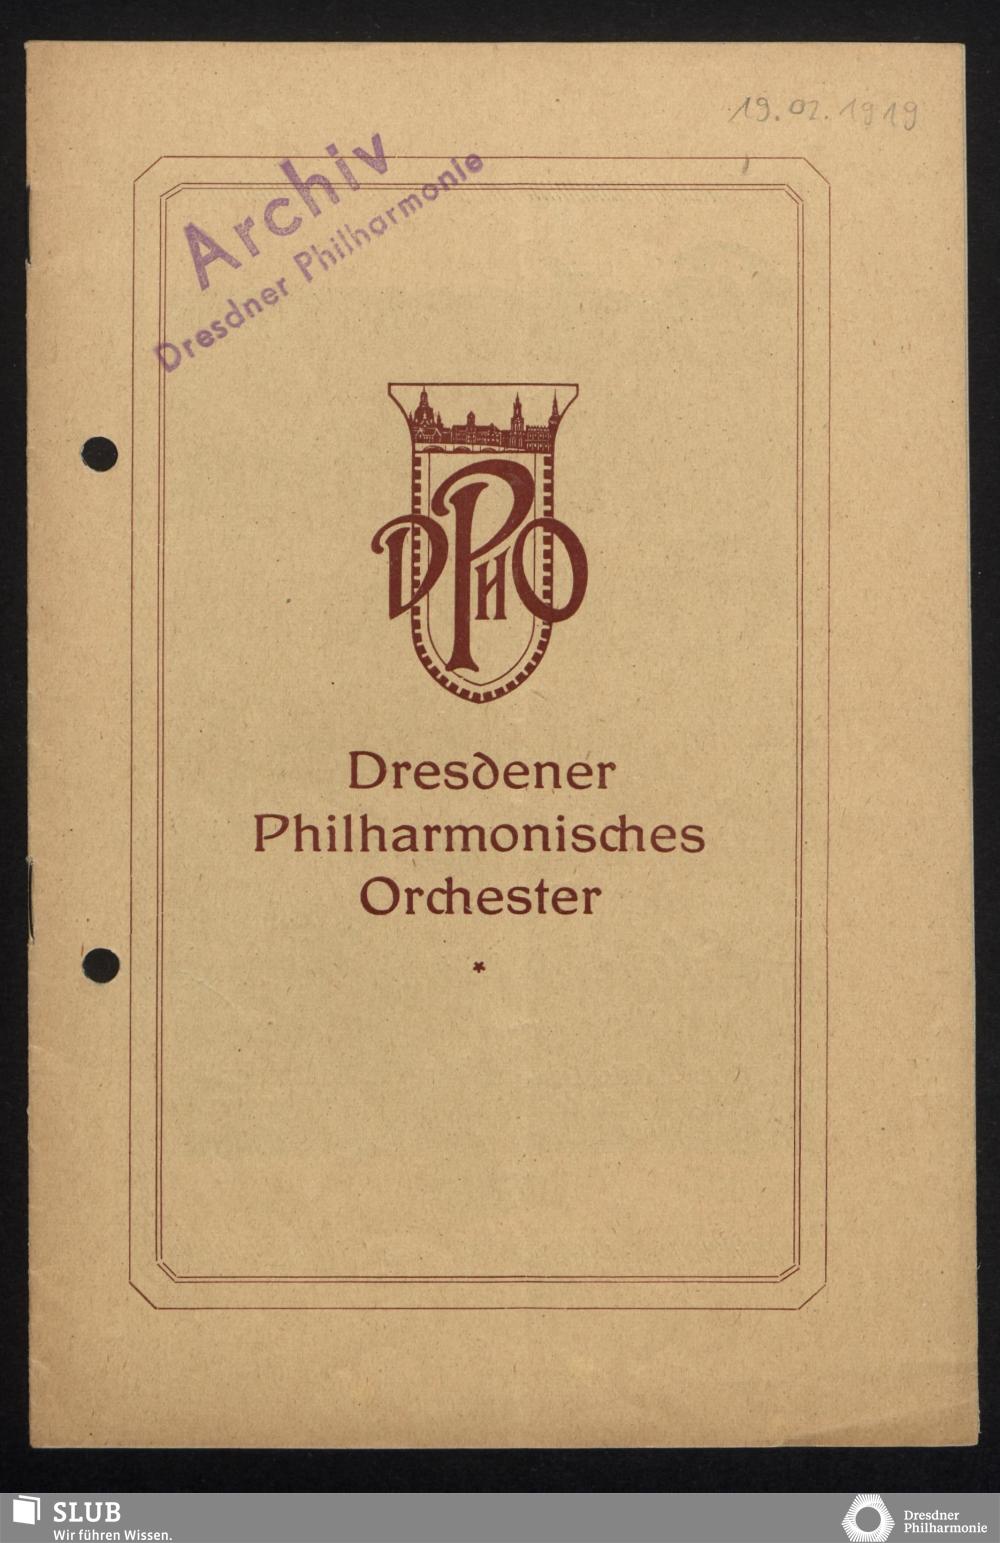 19.02.1919
Archiv
Dresdner Philharmonie
DPHO
Dresdener
Philharmonisches
Orchester
*
SLUB
Wir führen Wissen.
Dresdner
Philharmonie